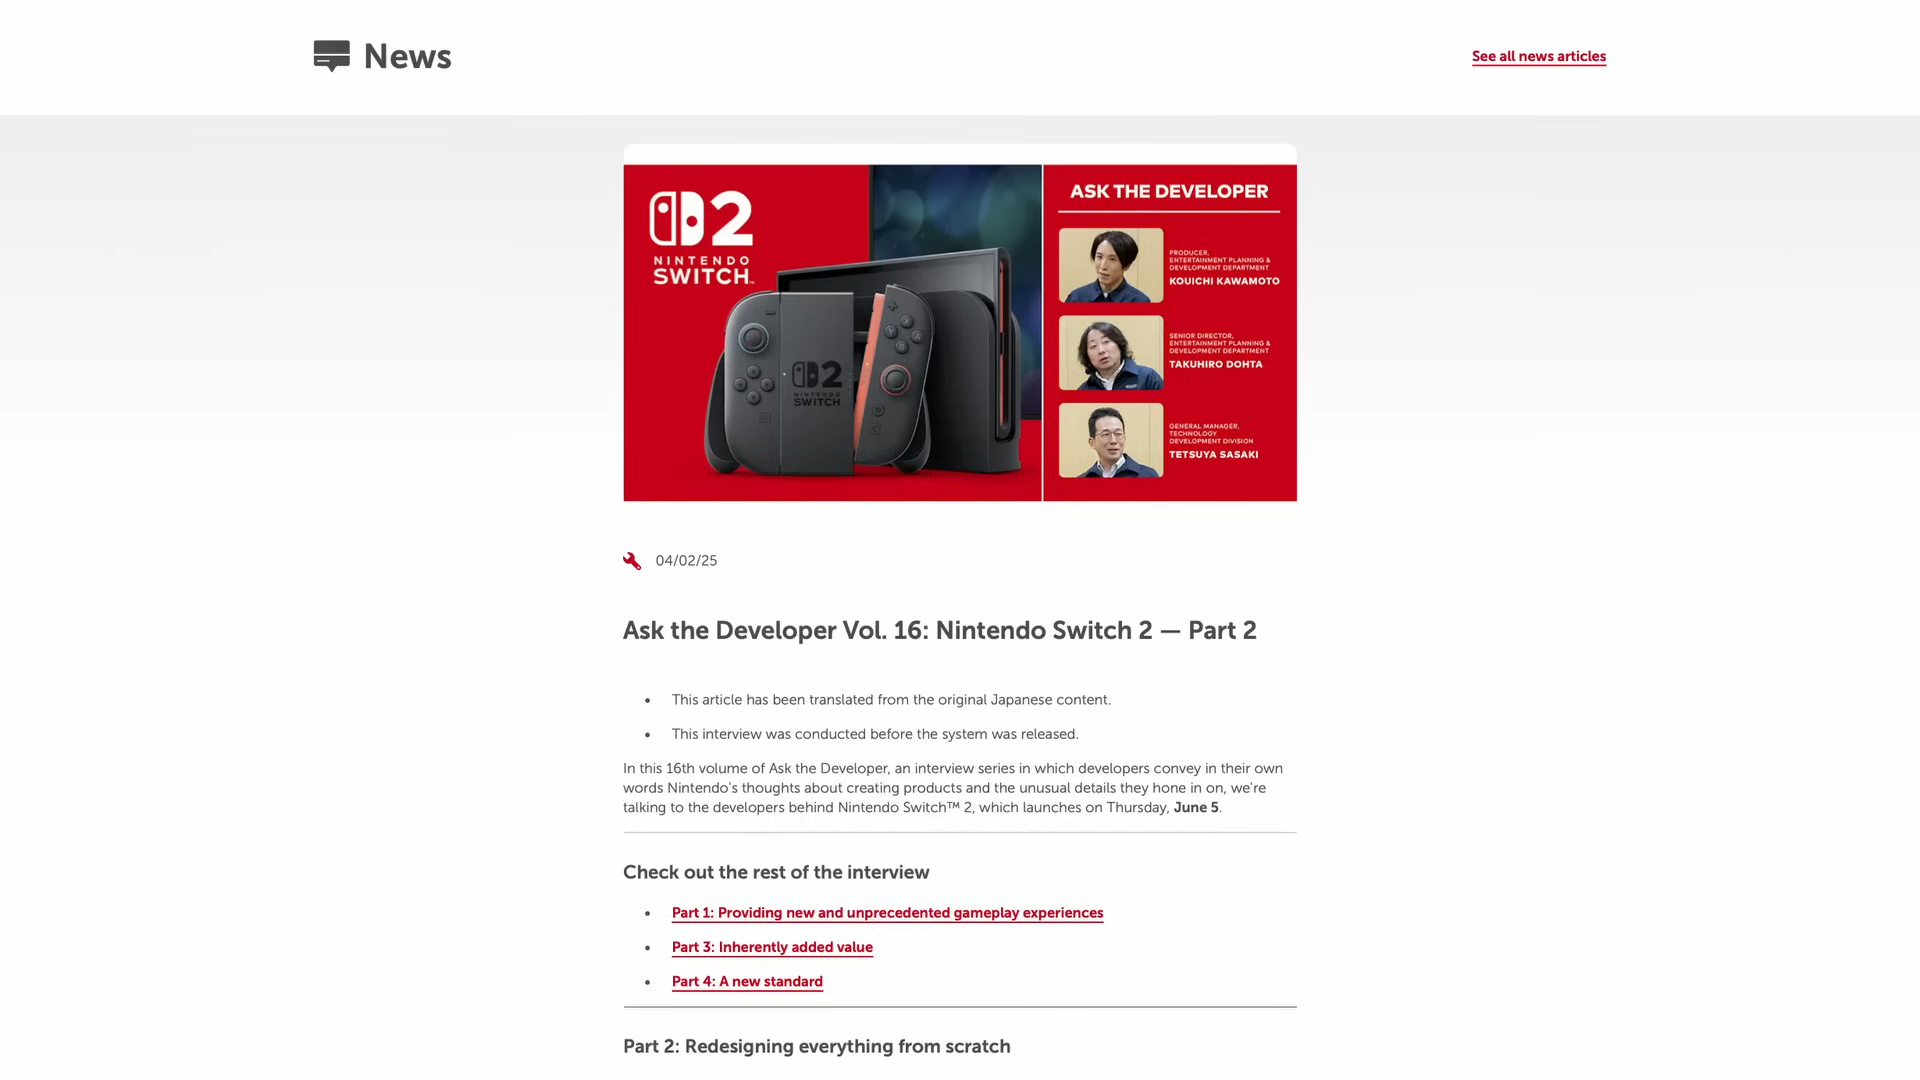 News
See all news articles
2
NINTENDO
SWITCH™
2
NINTENDO
SWITCH
X
Y
A
B
C
ASK THE DEVELOPER
PRODUCER,
ENTERTAINMENT PLANNING &
DEVELOPMENT DEPARTMENT
KOUICHI KAWAMOTO
SENIOR DIRECTOR,
ENTERTAINMENT PLANNING &
DEVELOPMENT DEPARTMENT
TAKUHIRO DOHTA
GENERAL MANAGER,
TECHNOLOGY
DEVELOPMENT DIVISION
TETSUYA SASAKI
04/02/25
Ask the Developer Vol. 16: Nintendo Switch 2 — Part 2
• This article has been translated from the original Japanese content.
• This interview was conducted before the system was released.
In this 16th volume of Ask the Developer, an interview series in which developers convey in their own
words Nintendo's thoughts about creating products and the unusual details they hone in on, we're
talking to the developers behind Nintendo Switch™ 2, which launches on Thursday, June 5.
Check out the rest of the interview
• Part 1: Providing new and unprecedented gameplay experiences
• Part 3: Inherently added value
• Part 4: A new standard
Part 2: Redesigning everything from scratch